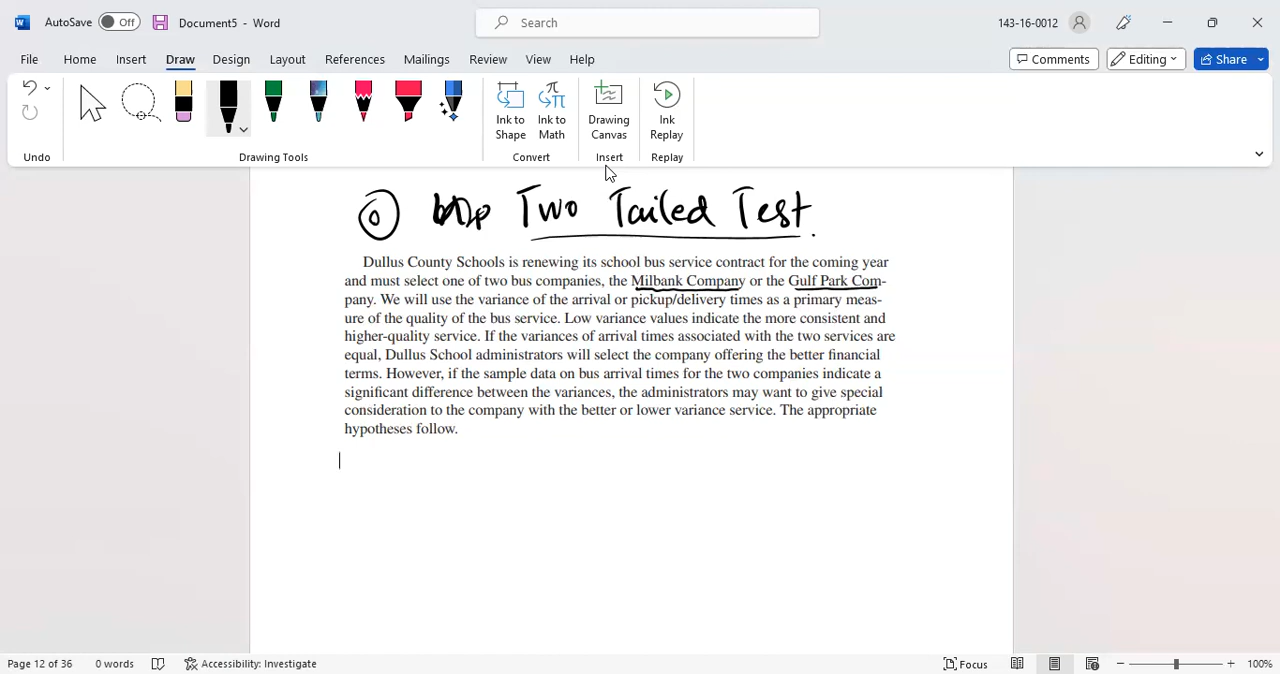 AutoSave Off Document5 - Word Search 143-16-0012
File Home Insert Draw Design Layout References Mailings Review View Help Comments Editing Share
Ink to Shape
Ink to Math
Drawing Canvas
Ink Replay
Undo Drawing Tools Convert Insert Replay
Two Tailed Test.
Dullus County Schools is renewing its school bus service contract for the coming year
and must select one of two bus companies, the Milbank Company or the Gulf Park Com-
pany. We will use the variance of the arrival or pickup/delivery times as a primary meas-
ure of the quality of the bus service. Low variance values indicate the more consistent and
higher-quality service. If the variances of arrival times associated with the two services are
equal, Dullus School administrators will select the company offering the better financial
terms. However, if the sample data on bus arrival times for the two companies indicate a
significant difference between the variances, the administrators may want to give special
consideration to the company with the better or lower variance service. The appropriate
hypotheses follow.
Page 12 of 36 0 words Accessibility: Investigate Focus 100%